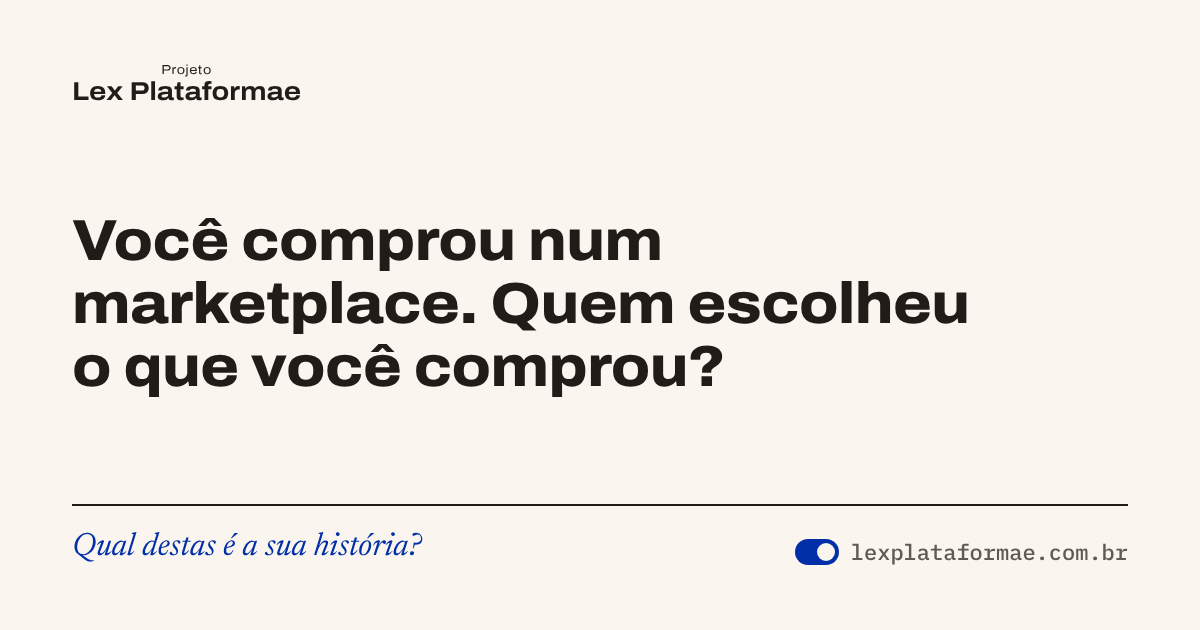 Projeto
Lex Plataformae
Você comprou num
marketplace. Quem escolheu
o que você comprou?
Qual destas é a sua história?
lexplataformae.com.br